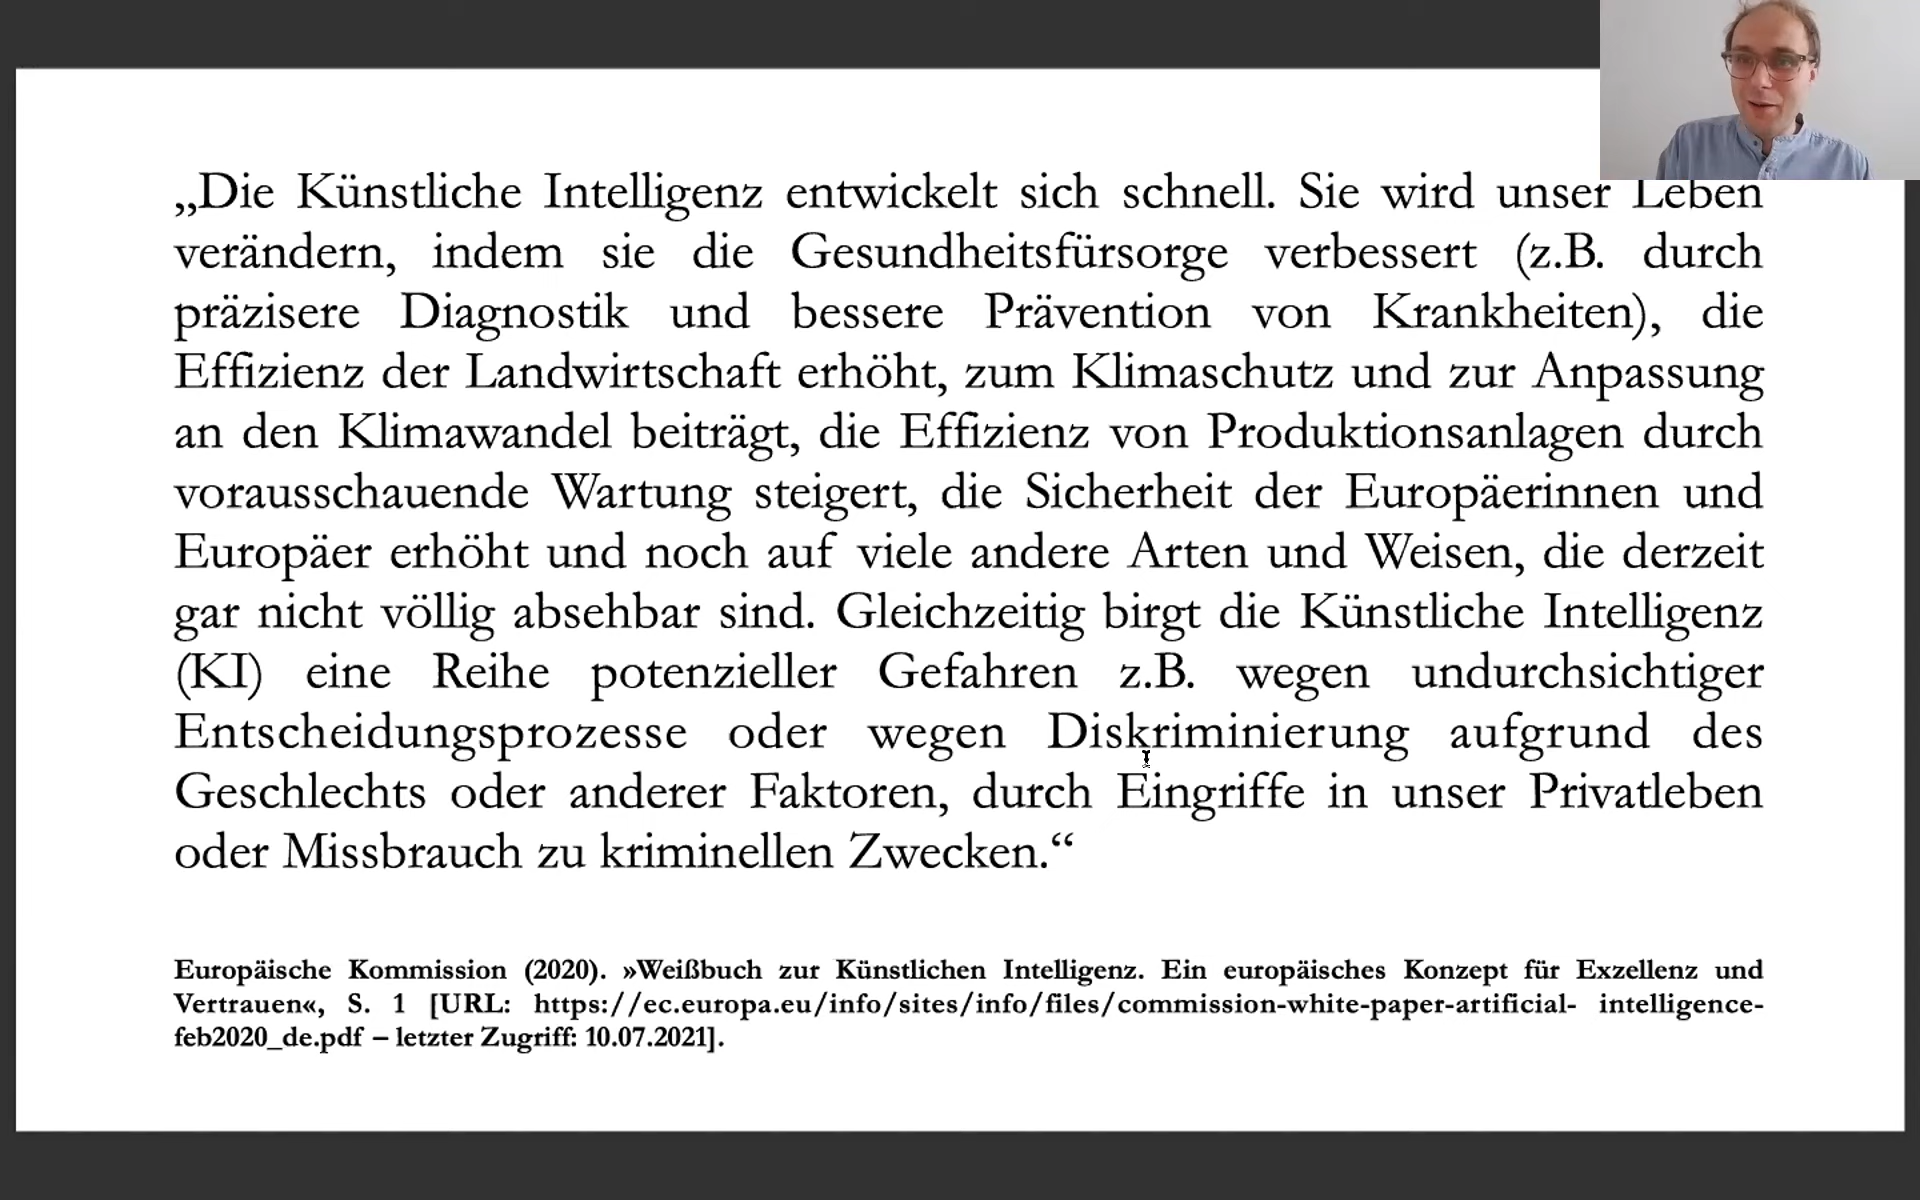 „Die Künstliche Intelligenz entwickelt sich schnell. Sie wird unser Leben
verändern, indem sie die Gesundheitsfürsorge verbessert (z.B. durch
präzisere Diagnostik und bessere Prävention von Krankheiten), die
Effizienz der Landwirtschaft erhöht, zum Klimaschutz und zur Anpassung
an den Klimawandel beiträgt, die Effizienz von Produktionsanlagen durch
vorausschauende Wartung steigert, die Sicherheit der Europäerinnen und
Europäer erhöht und noch auf viele andere Arten und Weisen, die derzeit
gar nicht völlig absehbar sind. Gleichzeitig birgt die Künstliche Intelligenz
(KI) eine Reihe potenzieller Gefahren z.B. wegen undurchsichtiger
Entscheidungsprozesse oder wegen Diskriminierung aufgrund des
Geschlechts oder anderer Faktoren, durch Eingriffe in unser Privatleben
oder Missbrauch zu kriminellen Zwecken.“
Europäische Kommission (2020). »Weißbuch zur Künstlichen Intelligenz. Ein europäisches Konzept für Exzellenz und
Vertrauen«, S. 1 [URL: https://ec.europa.eu/info/sites/info/files/commission-white-paper-artificial- intelligence-
feb2020_de.pdf – letzter Zugriff: 10.07.2021].